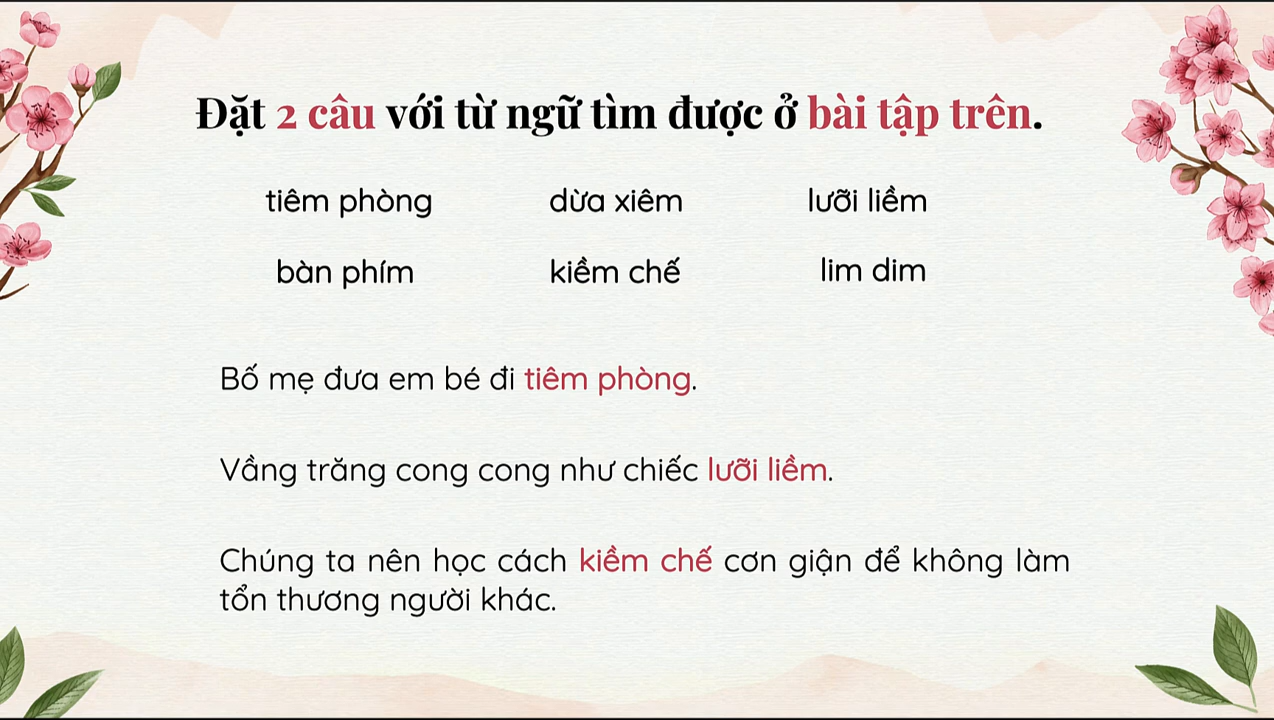 Đặt 2 câu với từ ngữ tìm được ở bài tập trên.
tiêm phòng dừa xiêm lưỡi liềm
bàn phím kiềm chế lim dim
Bố mẹ đưa em bé đi tiêm phòng.
Vầng trăng cong cong như chiếc lưỡi liềm.
Chúng ta nên học cách kiềm chế cơn giận để không làm
tổn thương người khác.